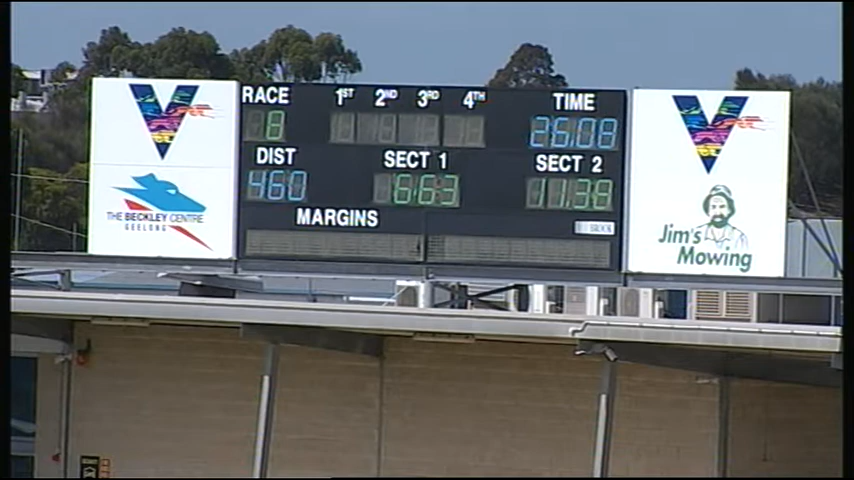 RACE 1ST 2ND 3RD 4TH TIME
8 26.08
DIST SECT 1 SECT 2
460 6.63 11.38
MARGINS
THE BECKLEY CENTRE
GEELONG
Jim's
Mowing